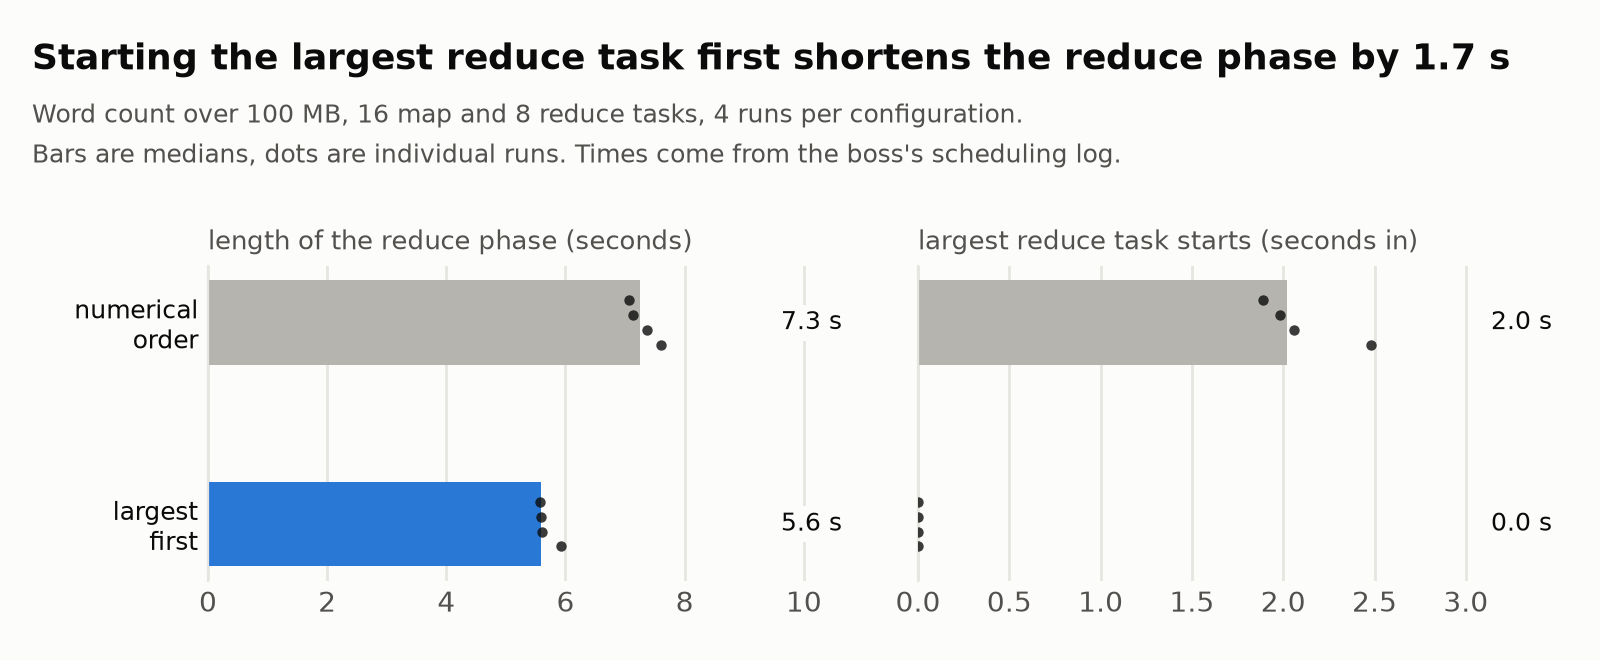 Starting the largest reduce task first shortens the reduce phase by 1.7 s
Word count over 100 MB, 16 map and 8 reduce tasks, 4 runs per configuration.
Bars are medians, dots are individual runs. Times come from the boss's scheduling log.
length of the reduce phase (seconds)
numerical
order
7.3 s
largest
first
5.6 s
0 2 4 6 8 10
largest reduce task starts (seconds in)
2.0 s
0.0 s
0.0 0.5 1.0 1.5 2.0 2.5 3.0